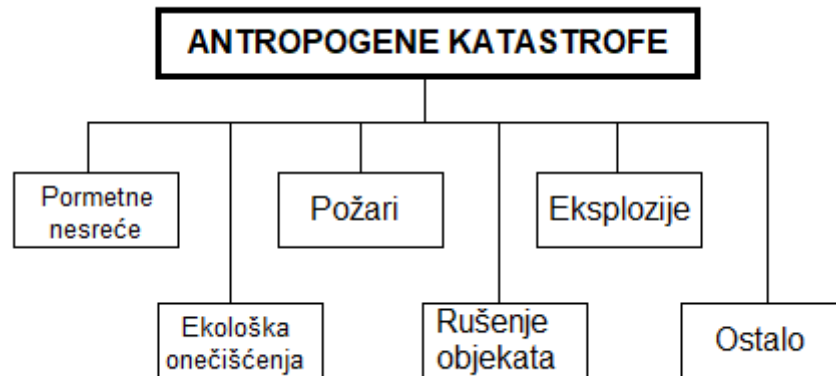 ANTROPOGENE KATASTROFE
Pormetne
nesreće
Požari
Eksplozije
Ekološka
onečišćenja
Rušenje
objekata
Ostalo